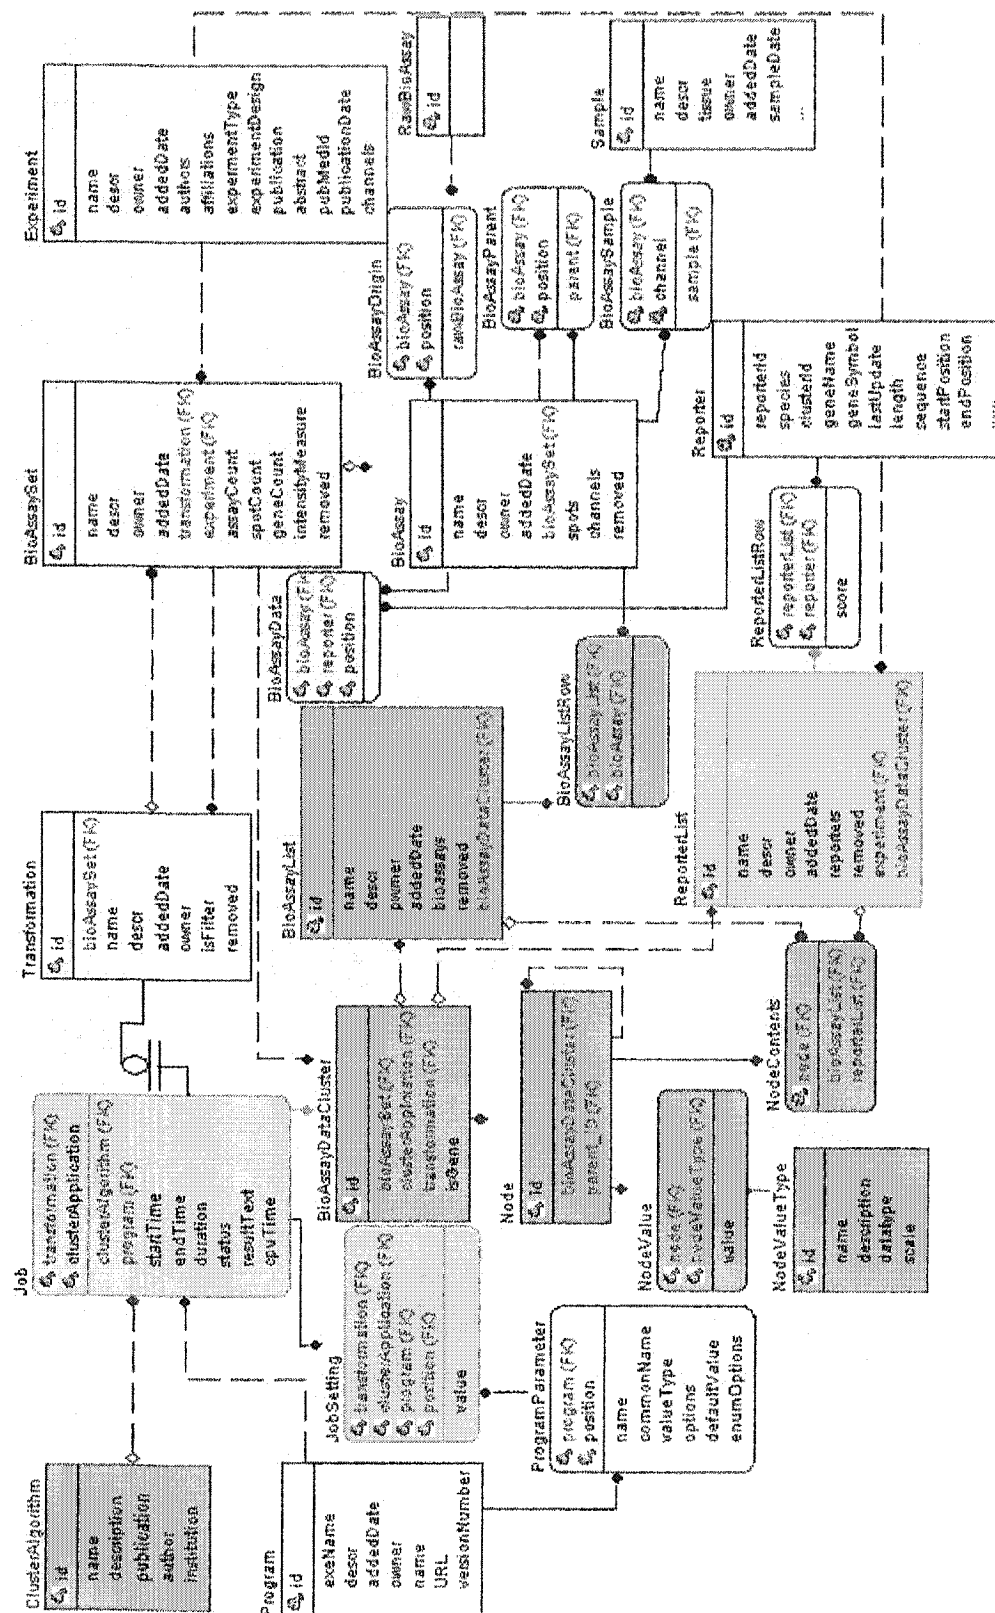 ClusterAlgorithm
id
name
description
publication
author
institution
Job
transformation (FK)
clusterApplication
clusterAlgorithm (FK)
program (FK)
startTime
endTime
duration
status
resultText
cpuTime
Transformation
id
bioAssaySet (FK)
name
descr
addedDate
owner
isFilter
removed
BioAssaySet
id
name
descr
owner
addedDate
transformation (FK)
experiment (FK)
assayCount
spotCount
geneCount
intensityMeasure
removed
Experiment
id
name
descr
owner
addedDate
authors
affiliations
experimentType
experimentDesign
publication
abstract
pubMedId
publicationDate
channels
Program
id
exeName
descr
addedDate
owner
name
URL
versionNumber
JobSetting
transformation (FK)
clusterApplication (FK)
program (FK)
position (FK)
value
BioAssayDataCluster
id
bioAssaySet (FK)
clusterApplication (FK)
transformation (FK)
isGene
BioAssayList
id
name
descr
owner
addedDate
bioassays
removed
bioAssayDataCluster (FK)
BioAssayData
bioAssay (FK)
reporter (FK)
position
BioAssay
id
name
descr
owner
addedDate
bioAssaySet (FK)
spots
channels
removed
BioAssayOrigin
bioAssay (FK)
position
rawBioAssay (FK)
RawBioAssay
id
ProgramParameter
program (FK)
position
name
commonName
valueType
options
defaultValue
enumOptions
Node
id
bioAssayDataCluster (FK)
parent_ID (FK)
BioAssayListRow
bioAssayList (FK)
bioAssay (FK)
BioAssayParent
bioAssay (FK)
position
parent (FK)
BioAssaySample
bioAssay (FK)
channel
sample (FK)
Sample
id
name
descr
tissue
owner
addedDate
sampleDate
...
NodeValue
node (FK)
nodeValueType (FK)
value
NodeValueType
id
name
description
datatype
scale
NodeContents
node (FK)
bioAssayList (FK)
reporterList (FK)
ReporterList
id
name
descr
owner
addedDate
reporters
removed
experiment (FK)
bioAssayDataCluster (FK)
ReporterListRow
reporterList (FK)
reporter (FK)
score
Reporter
id
reporterId
species
clusterId
geneName
geneSymbol
lastUpdate
length
sequence
startPosition
endPosition
...